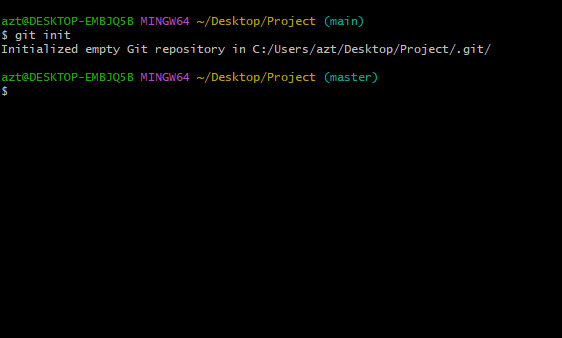 azt@DESKTOP-EMBJQ5B MINGW64 ~/Desktop/Project (main)
$ git init
Initialized empty Git repository in C:/Users/azt/Desktop/Project/.git/
azt@DESKTOP-EMBJQ5B MINGW64 ~/Desktop/Project (master)
$